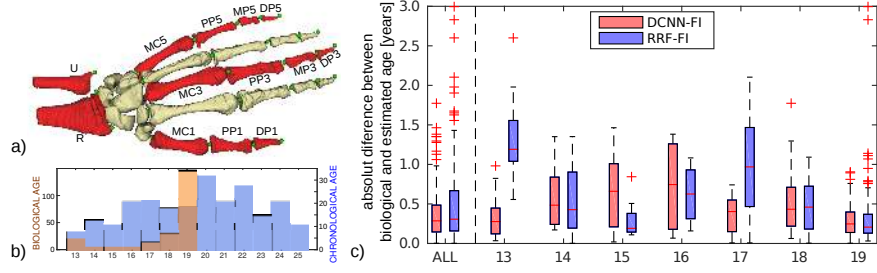 a)
MC5 PP5 MP5 DP5
U
R
MC3 PP3 MP3 DP3
MC1 PP1 DP1
b)
BIOLOGICAL AGE
100
50
0
CHRONOLOGICAL AGE
30
20
10
0
13 14 15 16 17 18 19 20 21 22 23 24 25
c)
absolut diference between
biological and estimated age [years]
3.0
2.5
2.0
1.5
1.0
0.5
0.0
DCNN-FI
RRF-FI
ALL 13 14 15 16 17 18 19